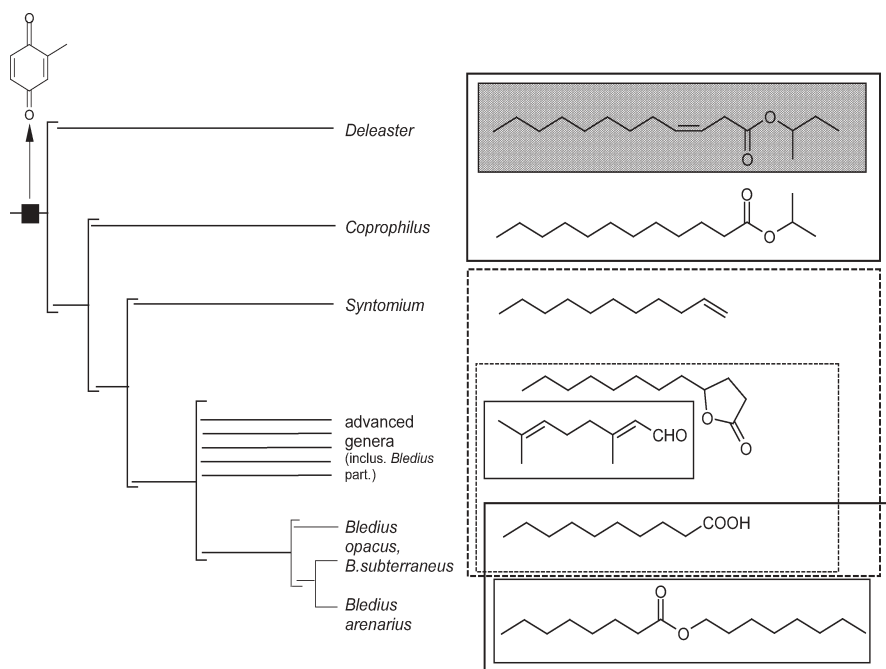 O
O
Deleaster
O
O
Coprophilus
O
O
Syntomium
advanced
genera
(inclus. Bledius
part.)
O
O
CHO
Bledius
opacus,
B.subterraneus
COOH
Bledius
arenarius
O
O